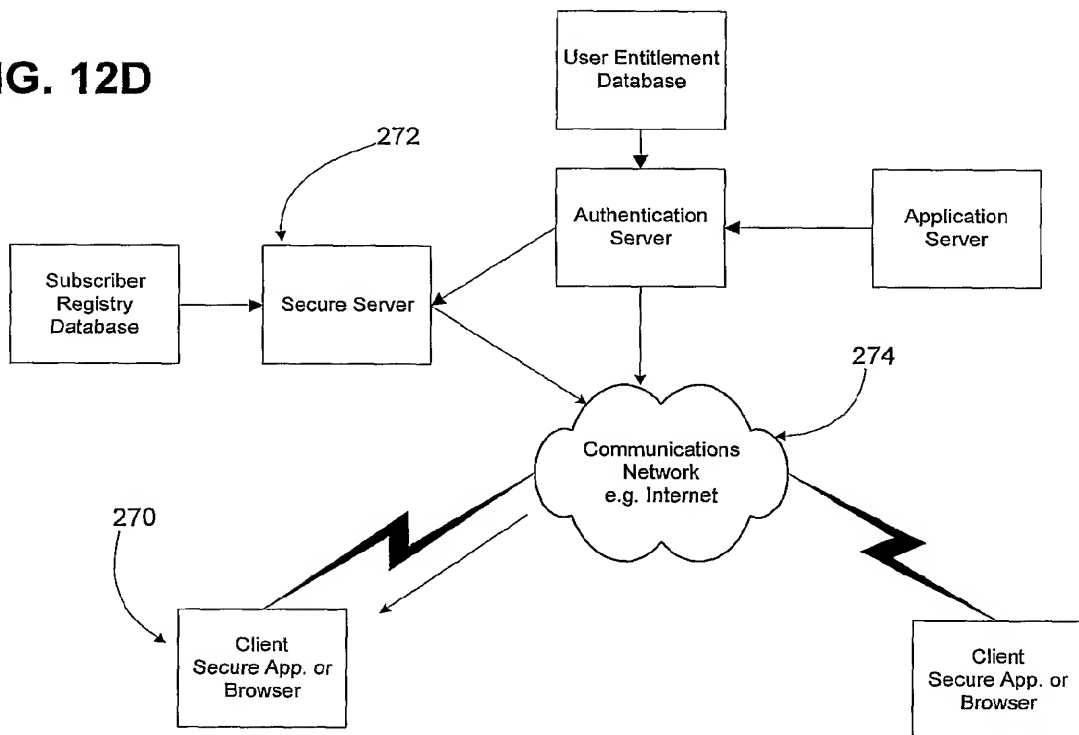 IG. 12D
User Entitlement
Database
272
Authentication
Server
Application
Server
Subscriber
Registry
Database
Secure Server
274
Communications
Network
e.g. Internet
270
Client
Secure App. or
Browser
Client
Secure App. or
Browser